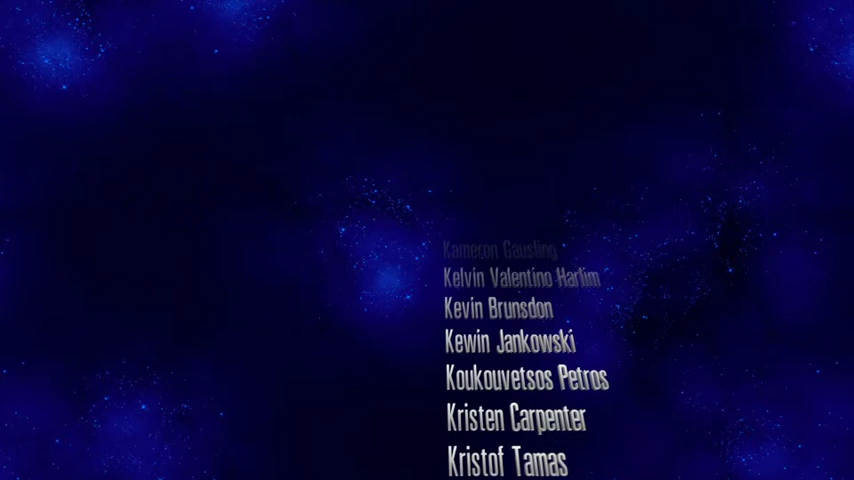 Kameron Gausling
Kelvin Valentino Harlim
Kevin Brunsdon
Kewin Jankowski
Koukouvetsos Petros
Kristen Carpenter
Kristof Tamas